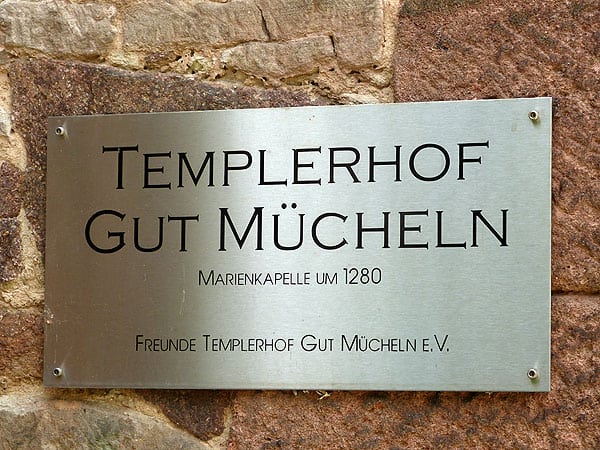 Templerhof
Gut Mücheln
Marienkapelle um 1280
Freunde Templerhof Gut Mücheln e.V.